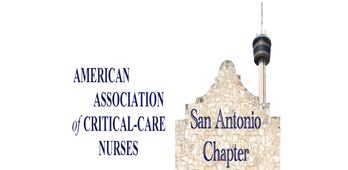 AMERICAN
ASSOCIATION
of CRITICAL-CARE
NURSES
San Antonio
Chapter